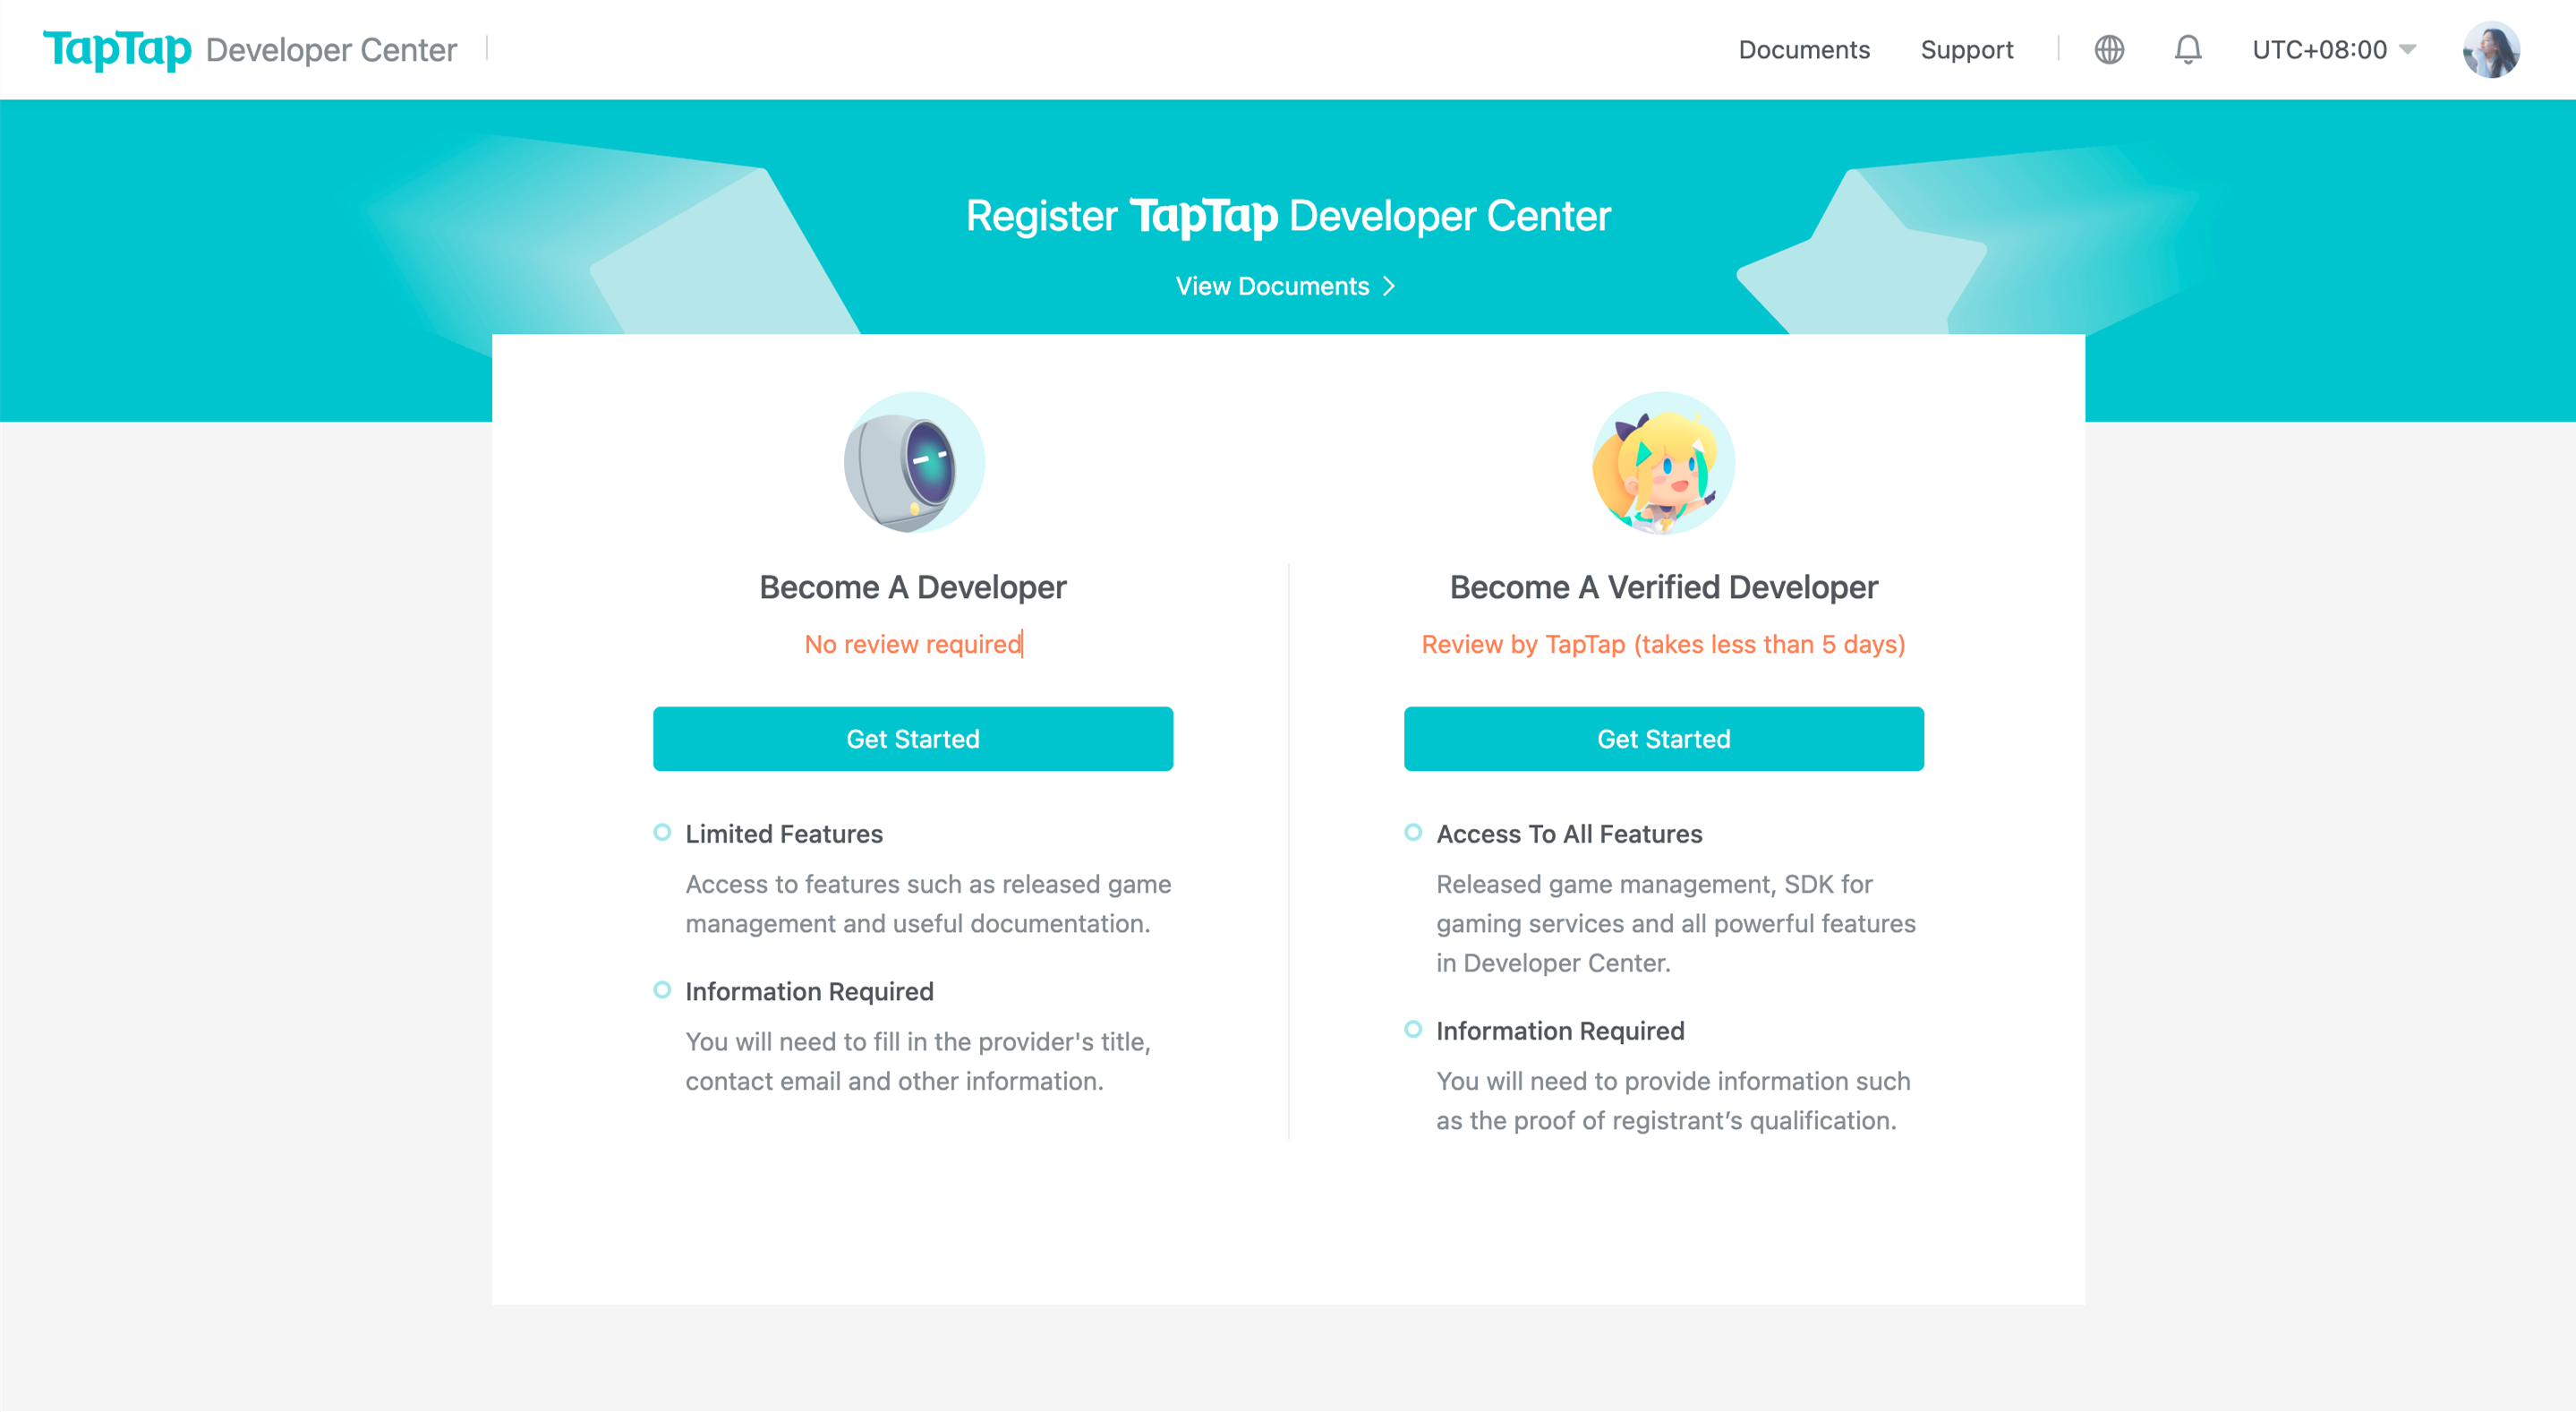 TapTap Developer Center
Documents
Support
UTC+08:00
Register TapTap Developer Center
View Documents
Become A Developer
No review required
Get Started
Limited Features
Access to features such as released game
management and useful documentation.
Information Required
You will need to fill in the provider's title,
contact email and other information.
Become A Verified Developer
Review by TapTap (takes less than 5 days)
Get Started
Access To All Features
Released game management, SDK for
gaming services and all powerful features
in Developer Center.
Information Required
You will need to provide information such
as the proof of registrant’s qualification.